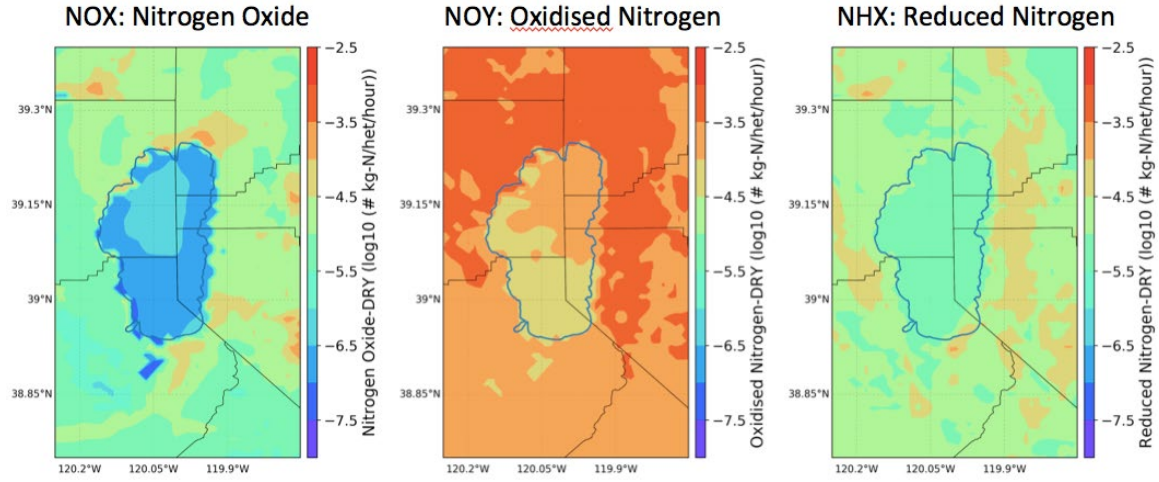 NOX: Nitrogen Oxide
NOY: Oxidised Nitrogen
NHX: Reduced Nitrogen
39.3°N
39.15°N
39°N
38.85°N
120.2°W
120.05°W
119.9°W
−2.5
−3.5
−4.5
−5.5
−6.5
−7.5
Nitrogen Oxide-DRY (log10 (# kg-N/het/hour))
39.3°N
39.15°N
39°N
38.85°N
120.2°W
120.05°W
119.9°W
−2.5
−3.5
−4.5
−5.5
−6.5
−7.5
Oxidised Nitrogen-DRY (log10 (# kg-N/het/hour))
39.3°N
39.15°N
39°N
38.85°N
120.2°W
120.05°W
119.9°W
−2.5
−3.5
−4.5
−5.5
−6.5
−7.5
Reduced Nitrogen-DRY (log10 (# kg-N/het/hour))